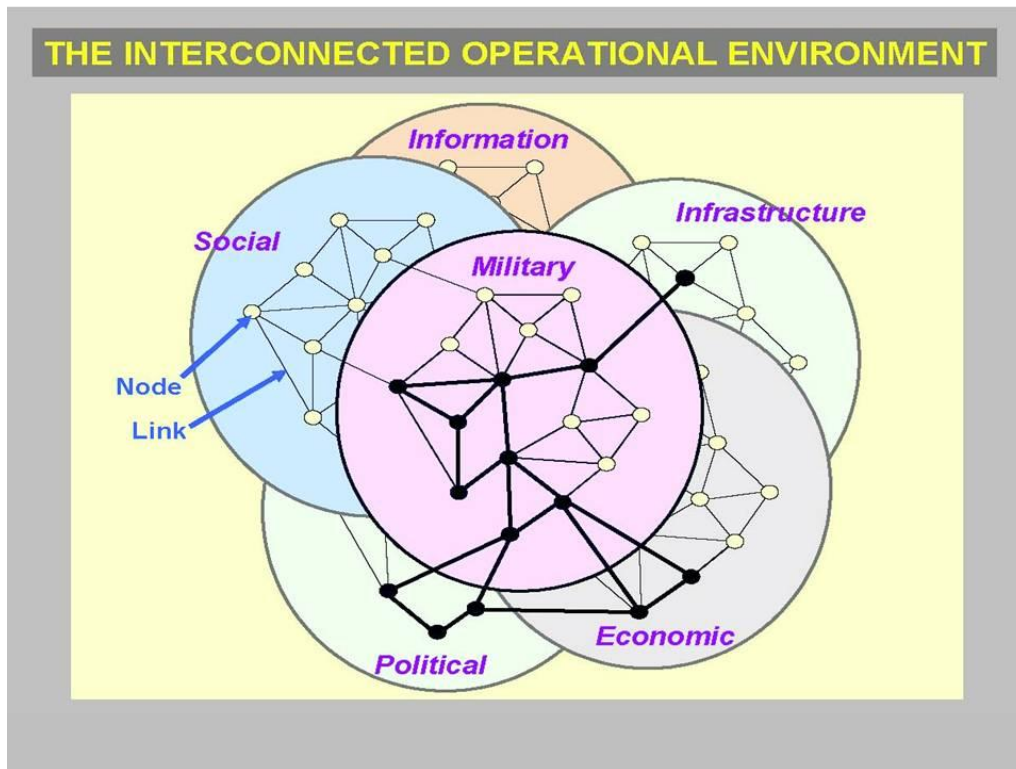 THE INTERCONNECTED OPERATIONAL ENVIRONMENT
Information
Infrastructure
Social
Military
Node
Link
Economic
Political